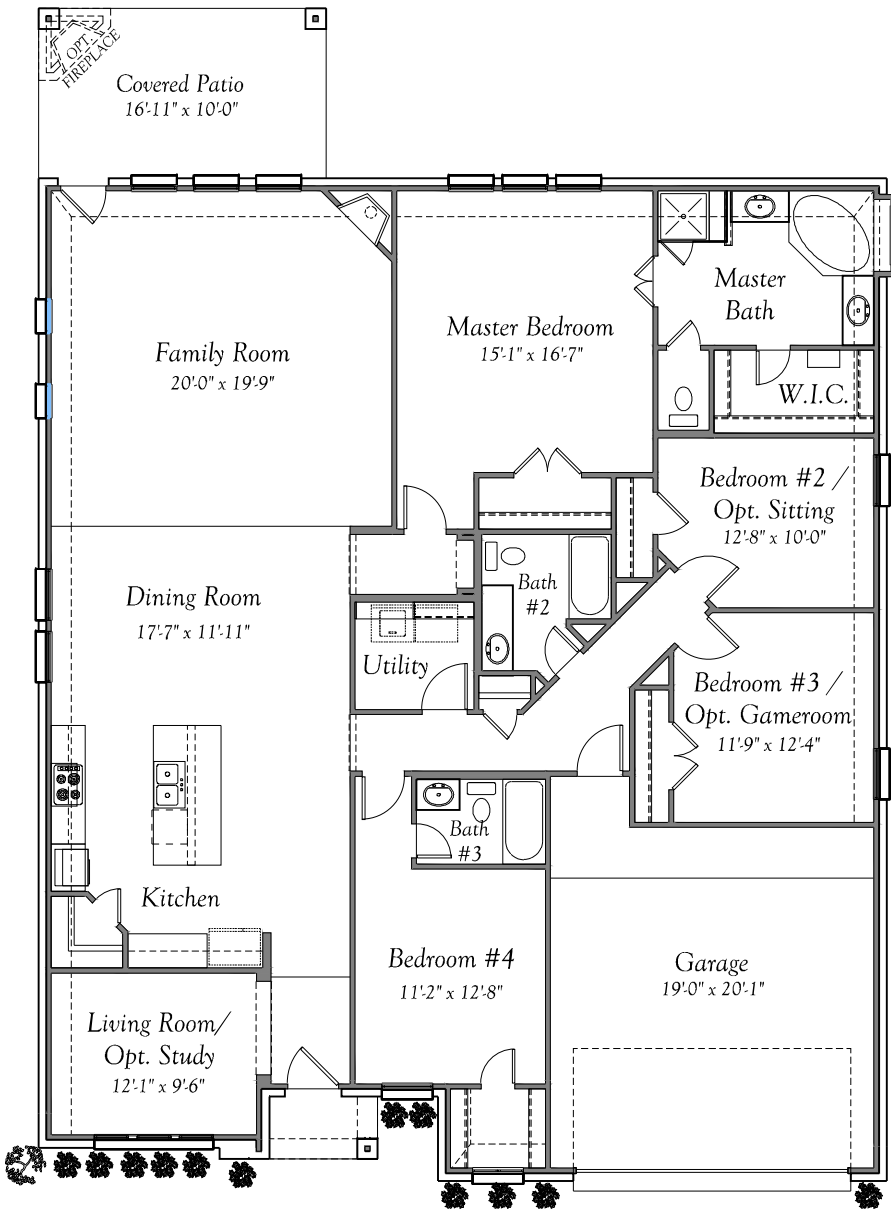 OPT.
FIREPLACE
Covered Patio
16'-11" x 10'-0"
Family Room
20'-0" x 19'-9"
Master Bedroom
15'-1" x 16'-7"
Master
Bath
W.I.C.
Bedroom #2 /
Opt. Sitting
12'-8" x 10'-0"
Dining Room
17'-7" x 11'-11"
Bath
#2
Utility
Bedroom #3 /
Opt. Gameroom
11'-9" x 12'-4"
Bath
#3
Kitchen
Bedroom #4
11'-2" x 12'-8"
Garage
19'-0" x 20'-1"
Living Room/
Opt. Study
12'-1" x 9'-6"